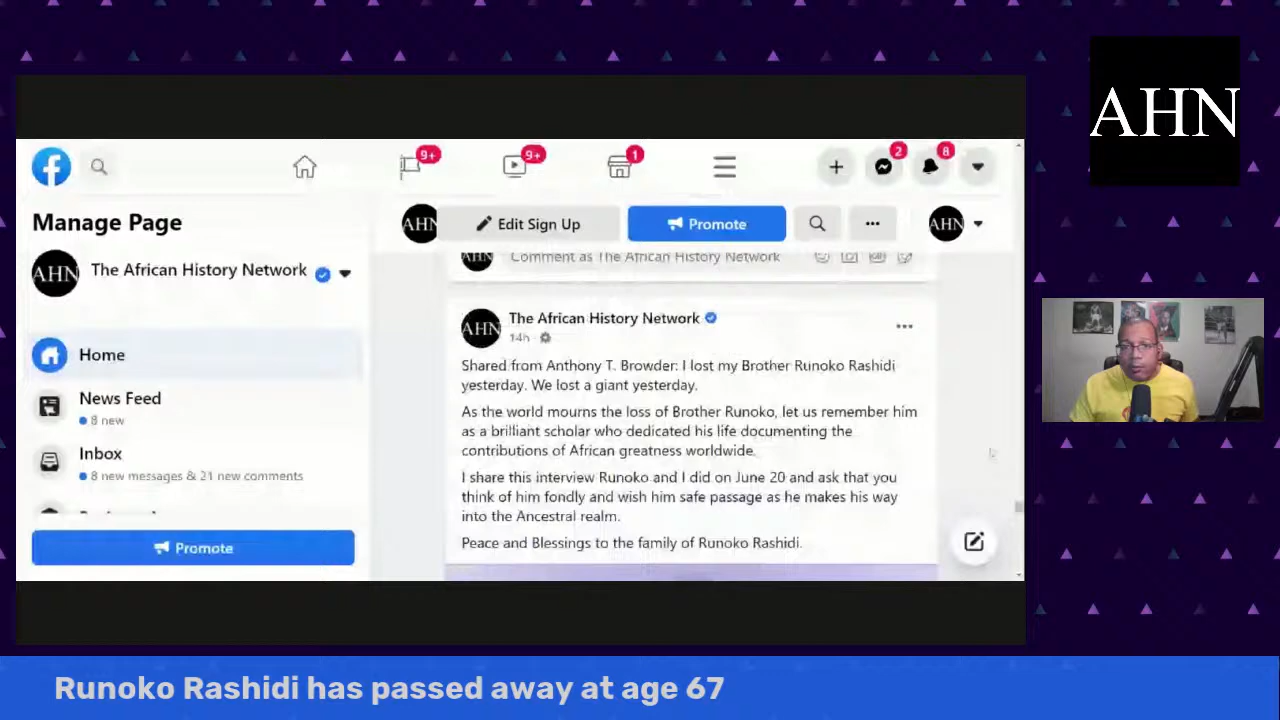 AHN
9+
9+
1
2
8
Manage Page
AHN
Edit Sign Up
Promote
AHN
AHN
The African History Network
AHN
Comment as The African History Network
Home
AHN
The African History Network
14h
News Feed
8 new
Shared from Anthony T. Browder: I lost my Brother Runoko Rashidi
yesterday. We lost a giant yesterday.
As the world mourns the loss of Brother Runoko, let us remember him
as a brilliant scholar who dedicated his life documenting the
contributions of African greatness worldwide.
Inbox
8 new messages & 21 new comments
I share this interview Runoko and I did on June 20 and ask that you
think of him fondly and wish him safe passage as he makes his way
into the Ancestral realm.
Peace and Blessings to the family of Runoko Rashidi.
Promote
Runoko Rashidi has passed away at age 67